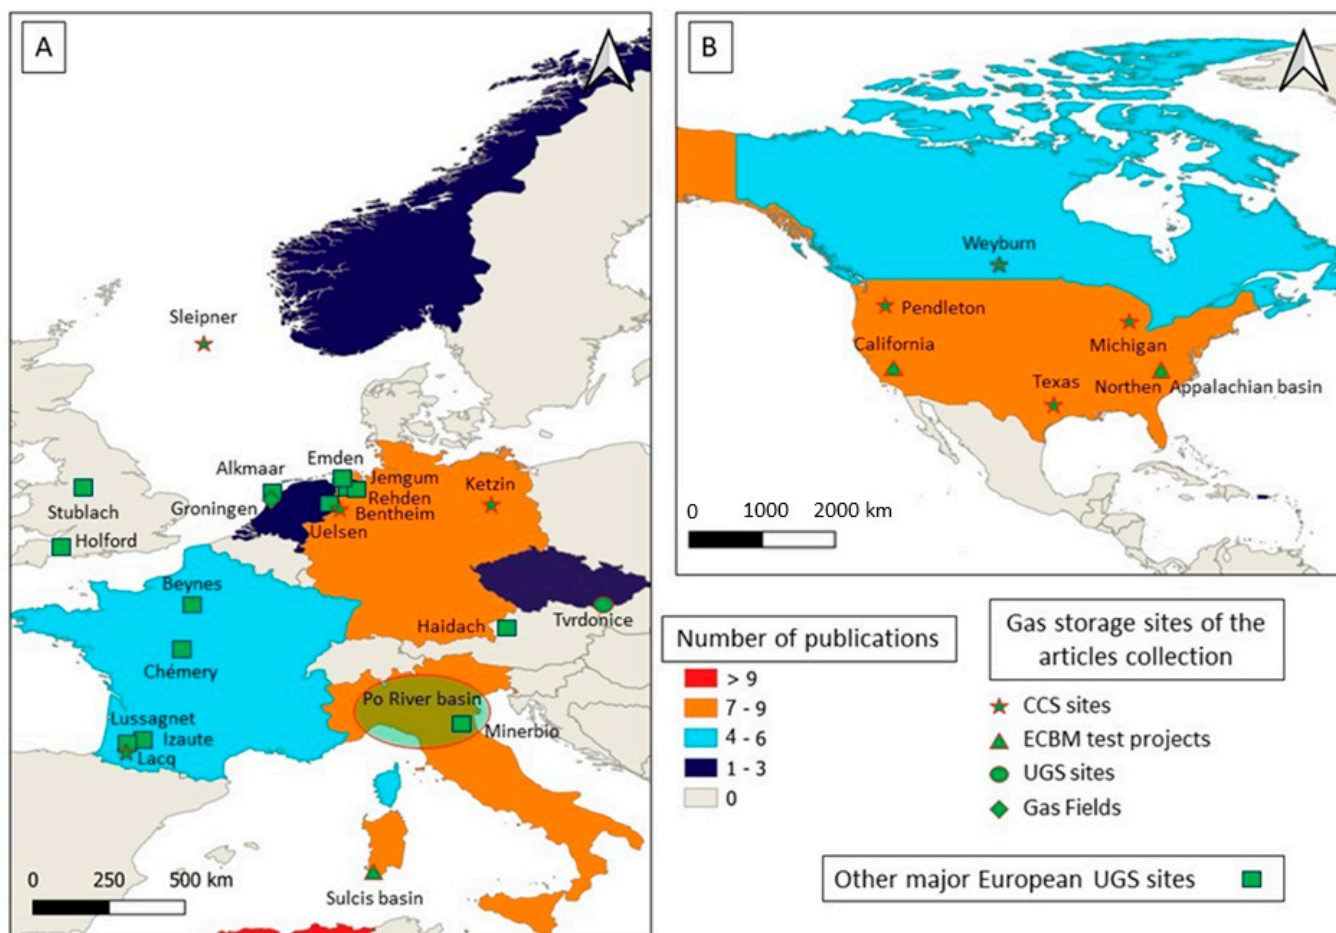 A
Sleipner
Alkmaar
Emden
Jemgum
Groningen
Rehden
Bentheim
Uelsen
Ketzin
Stublach
Holford
Beynes
Tvrdonice
Haidach
Chémery
Po River basin
Minerbio
Lussagnet
Izaute
Lacq
Sulcis basin
0 250 500 km
B
Weyburn
Pendleton
California
Michigan
Texas
Northen Appalachian basin
0 1000 2000 km
Number of publications
> 9
7 - 9
4 - 6
1 - 3
0
Gas storage sites of the
articles collection
CCS sites
ECBM test projects
UGS sites
Gas Fields
Other major European UGS sites